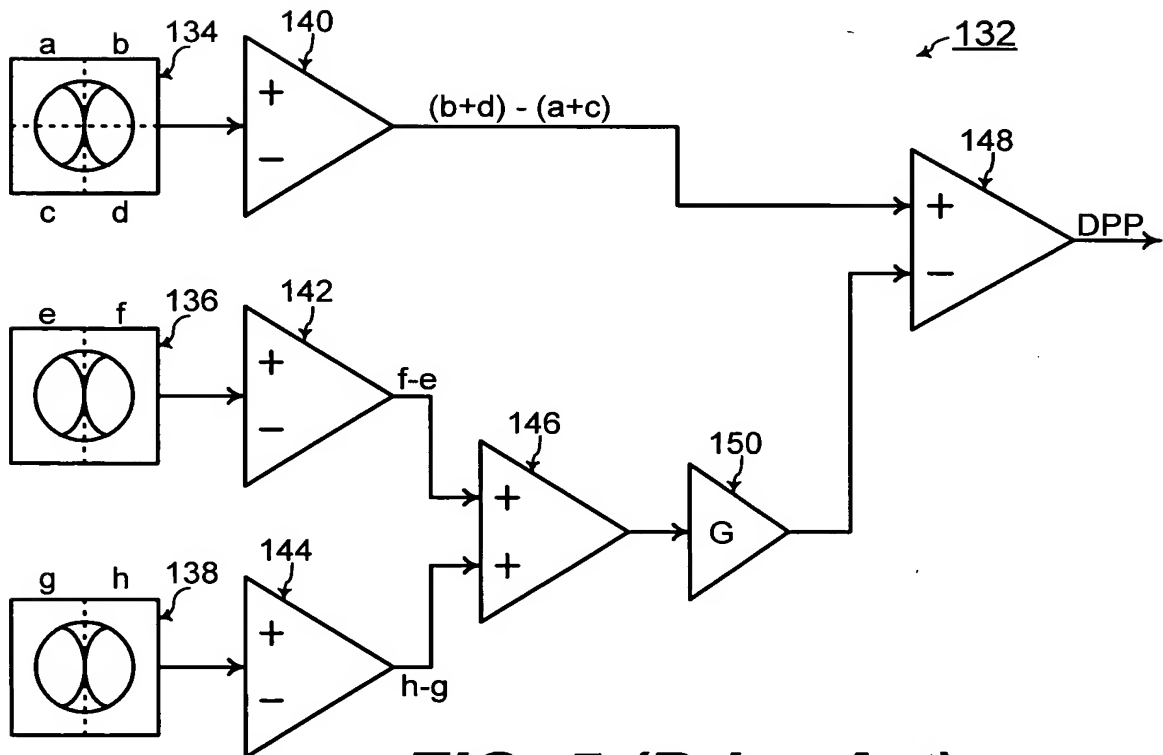 a b 134
140
132
+
(b+d) - (a+c)
−
148
+
DPP
−
c d
e f 136
142
+
f-e
−
146
150
+
G
+
g h 138
144
+
h-g
−
FIG. 5 (Prior Art)